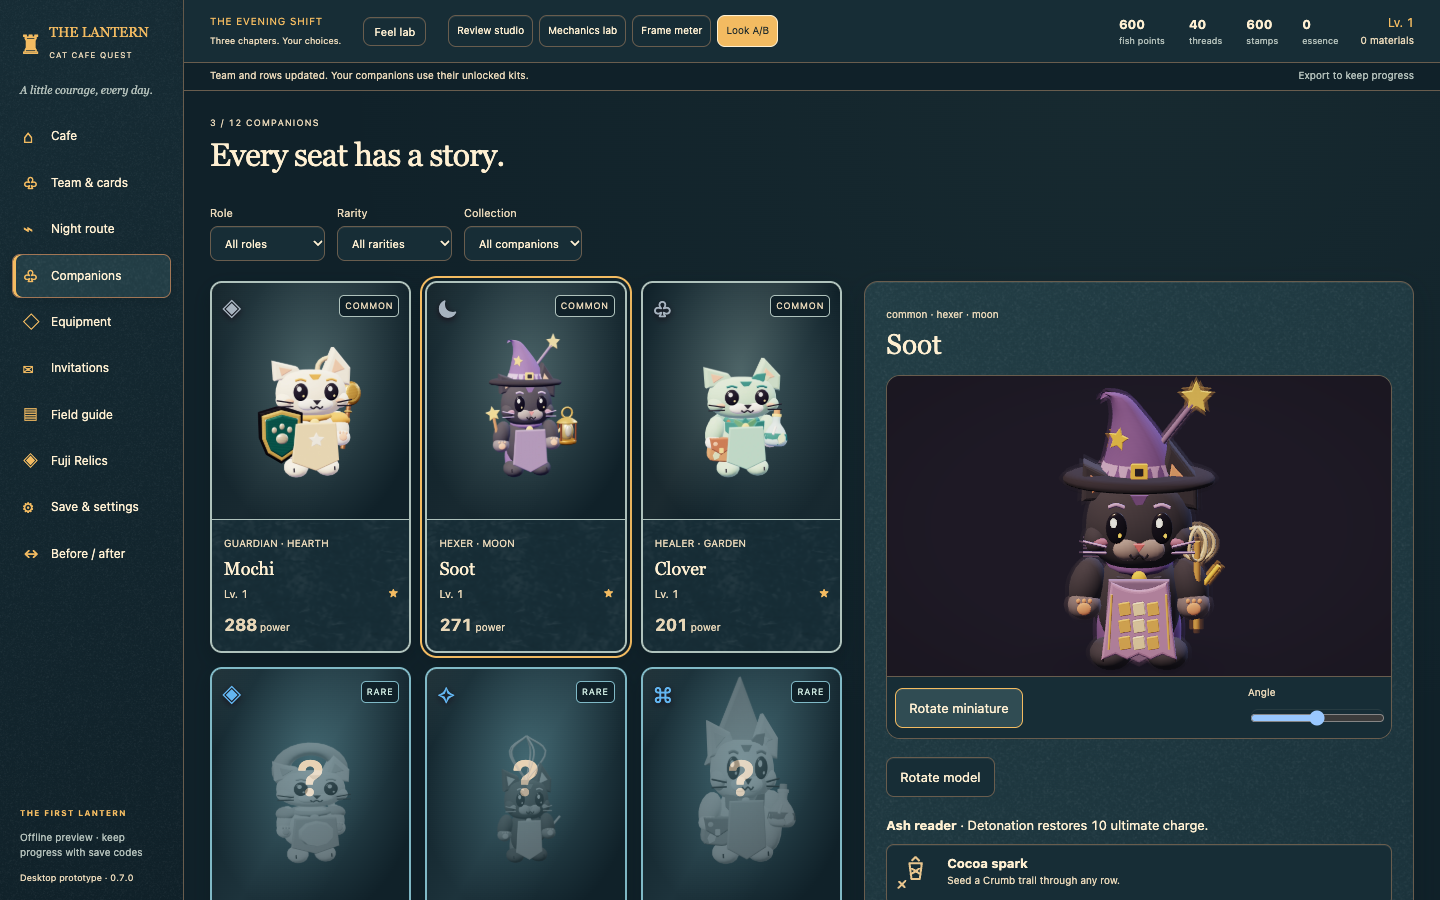 THE LANTERN
CAT CAFE QUEST
A little courage, every day.
Cafe
Team & cards
Night route
Companions
Equipment
Invitations
Field guide
Fuji Relics
Save & settings
Before / after
THE FIRST LANTERN
Offline preview · keep
progress with save codes
Desktop prototype · 0.7.0
THE EVENING SHIFT
Three chapters. Your choices.
Feel lab
Review studio
Mechanics lab
Frame meter
Look A/B
600
fish points
40
threads
600
stamps
0
essence
Lv. 1
0 materials
Team and rows updated. Your companions use their unlocked kits.
Export to keep progress
3 / 12 COMPANIONS
Every seat has a story.
Role
Rarity
Collection
All roles
All rarities
All companions
COMMON
GUARDIAN · HEARTH
Mochi
Lv. 1
288 power
COMMON
HEXER · MOON
Soot
Lv. 1
271 power
COMMON
HEALER · GARDEN
Clover
Lv. 1
201 power
RARE
?
RARE
?
RARE
?
common · hexer · moon
Soot
Rotate miniature
Angle
Rotate model
Ash reader · Detonation restores 10 ultimate charge.
Cocoa spark
Seed a Crumb trail through any row.